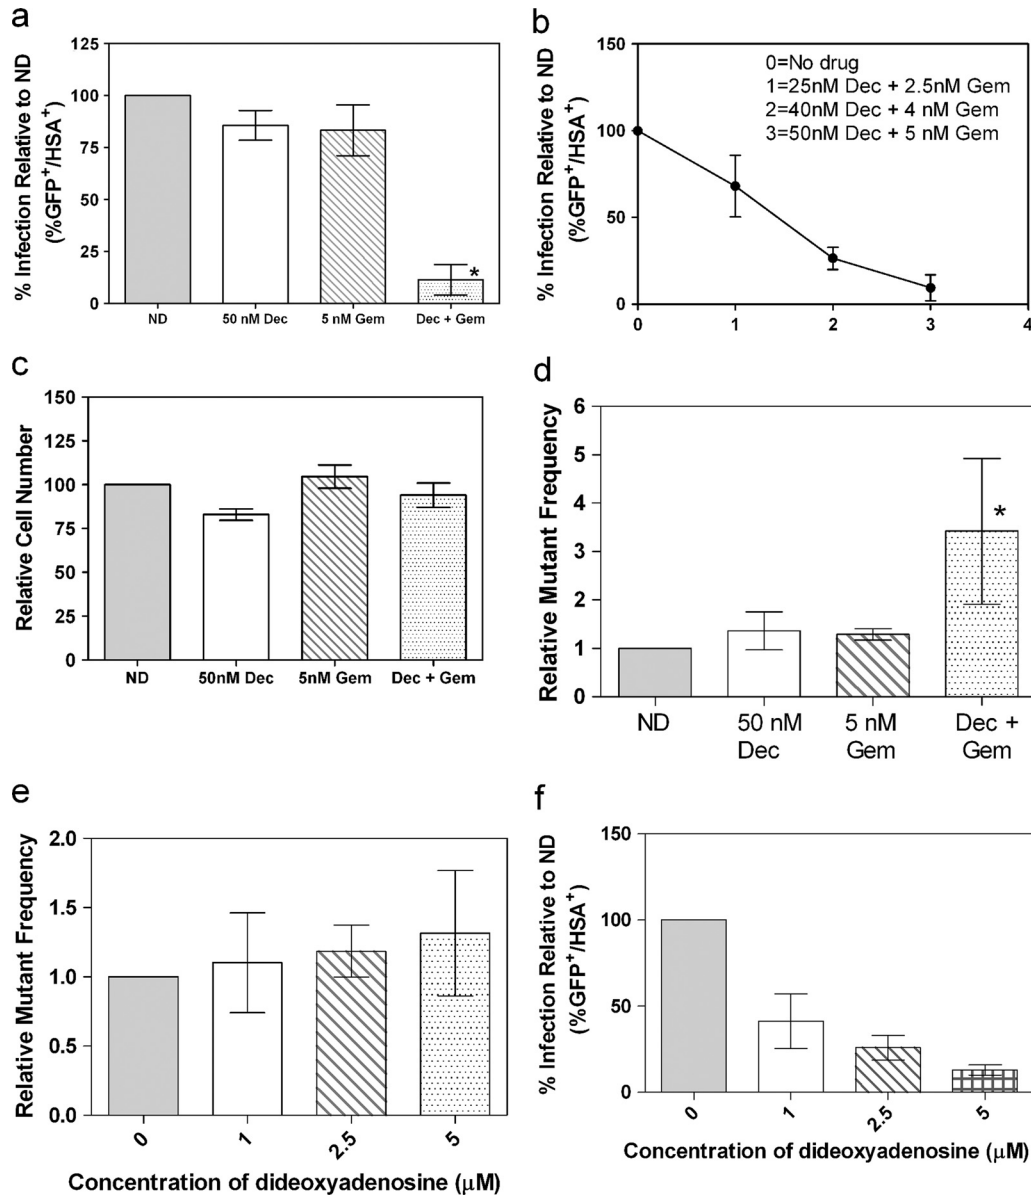 a
% Infection Relative to ND
(%GFP⁺/HSA⁺)
125
100
75
50
25
0
ND 50 nM Dec 5 nM Gem Dec + Gem
*
b
% Infection Relative to ND
(%GFP⁺/HSA⁺)
150
100
50
0
0=No drug
1=25nM Dec + 2.5nM Gem
2=40nM Dec + 4 nM Gem
3=50nM Dec + 5 nM Gem
0 1 2 3 4
c
Relative Cell Number
150
125
100
75
50
25
0
ND 50nM Dec 5nM Gem Dec + Gem
d
Relative Mutant Frequency
6
5
4
3
2
1
0
*
ND 50 nM 5 nM Dec +
Dec Gem Gem
e
Relative Mutant Frequency
2.0
1.5
1.0
0.5
0.0
0 1 2.5 5
Concentration of dideoxyadenosine (μM)
f
% Infection Relative to ND
(%GFP⁺/HSA⁺)
150
100
50
0
0 1 2.5 5
Concentration of dideoxyadenosine (μM)